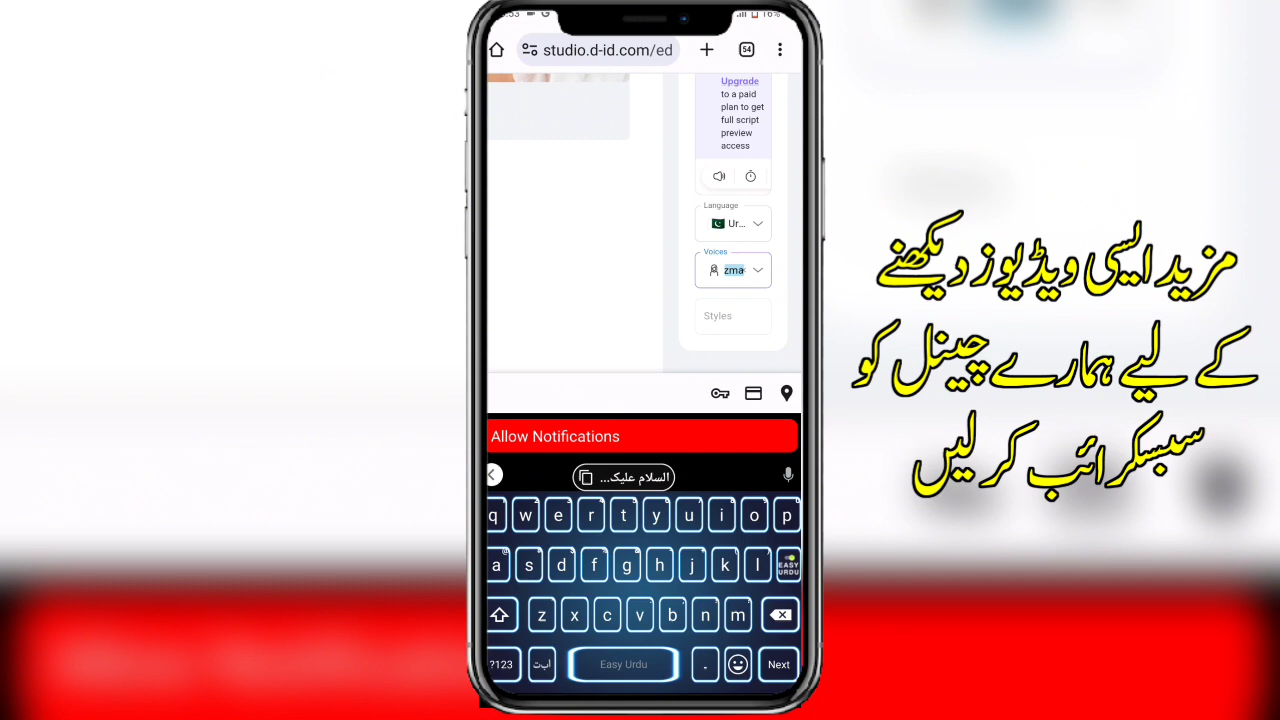 studio.d-id.com/ed
54
Upgrade
to a paid
plan to get
full script
preview
access
Language
Ur...
Voices
zma
Styles
Allow Notifications
السلام علیک...
q w e r t y u i o p
a s d f g h j k l EASY URDU
z x c v b n m
?123 ا ب ت Easy Urdu . Next
مزید ایسی ویڈیوز دیکھنے
کے لیے ہمارے چینل کو
سبسکرائب کر لیں